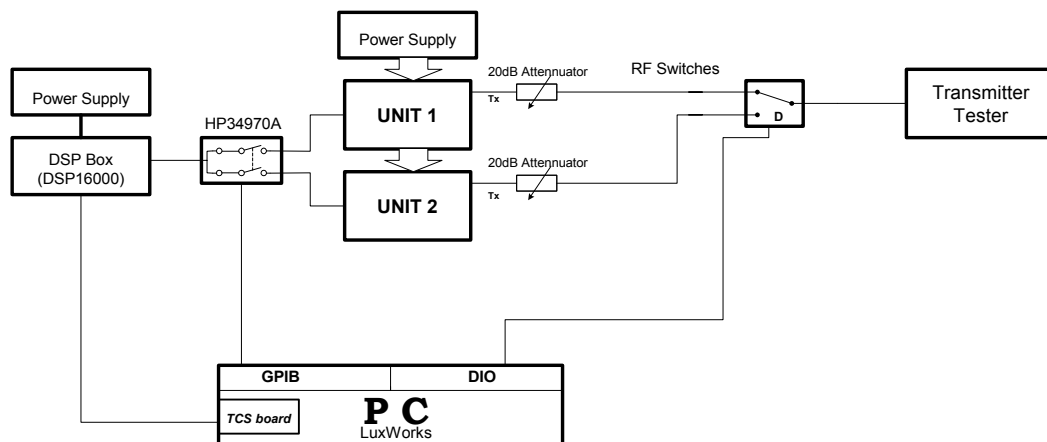 Power Supply
20dB Attenuator
RF Switches
Power Supply
Tx
UNIT 1
D
Transmitter
Tester
HP34970A
DSP Box
(DSP16000)
20dB Attenuator
UNIT 2
Tx
GPIB
DIO
TCS board
P C
LuxWorks